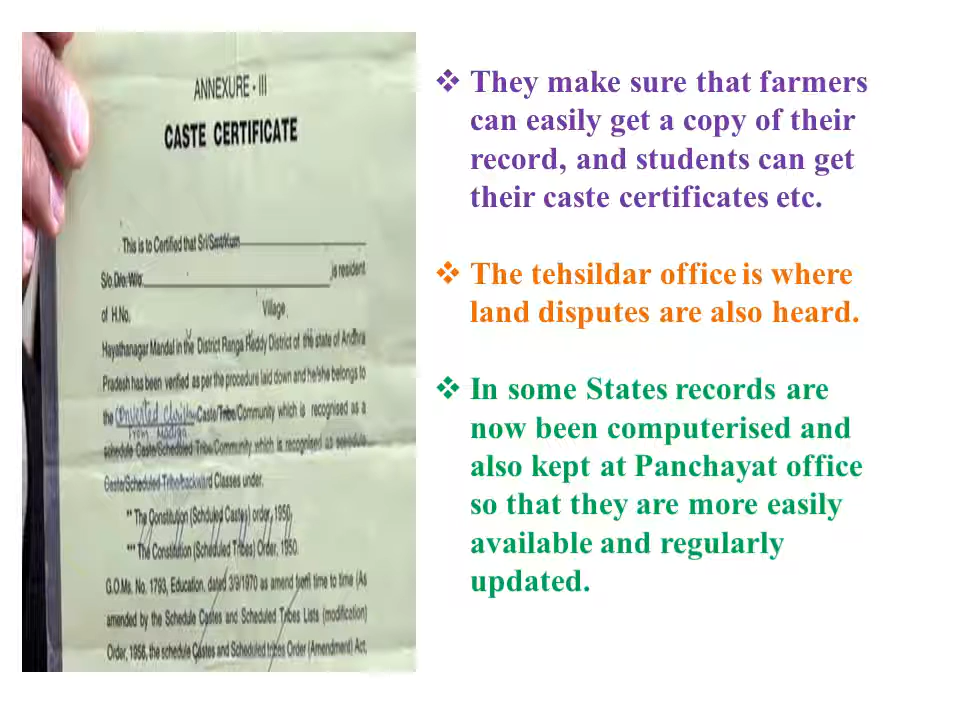 ANNEXURE - III
CASTE CERTIFICATE
This is to Certified that Sri/Smt/Kum
S/o D/o W/o is resident
of H.No. Village
Hayathanagar Mandal in the District Ranga Reddy District of the state of Andhra
Pradesh has been verified as per the procedure laid down and he/she belongs to
the Converted Caste/Tribe/Community which is recognised as a
from Madiga
schedule Caste/Scheduled Tribe/Community which is recognised as schedule
Caste/Scheduled Tribe/backward Classes under.
** The Constitution (Schduled Castes) order, 1950.
*** The Constitution (Scheduled Tribes) Order, 1950.
G.O.Ms. No. 1793, Education, dated 3/9/1970 as amend from time to time (As
amended by the Schedule Castes and Scheduled Tribes Lists (modification)
Order, 1956, the schedule Castes and Scheduled tribes Order (Amendment) Act,
❖ They make sure that farmers
can easily get a copy of their
record, and students can get
their caste certificates etc.
❖ The tehsildar office is where
land disputes are also heard.
❖ In some States records are
now been computerised and
also kept at Panchayat office
so that they are more easily
available and regularly
updated.